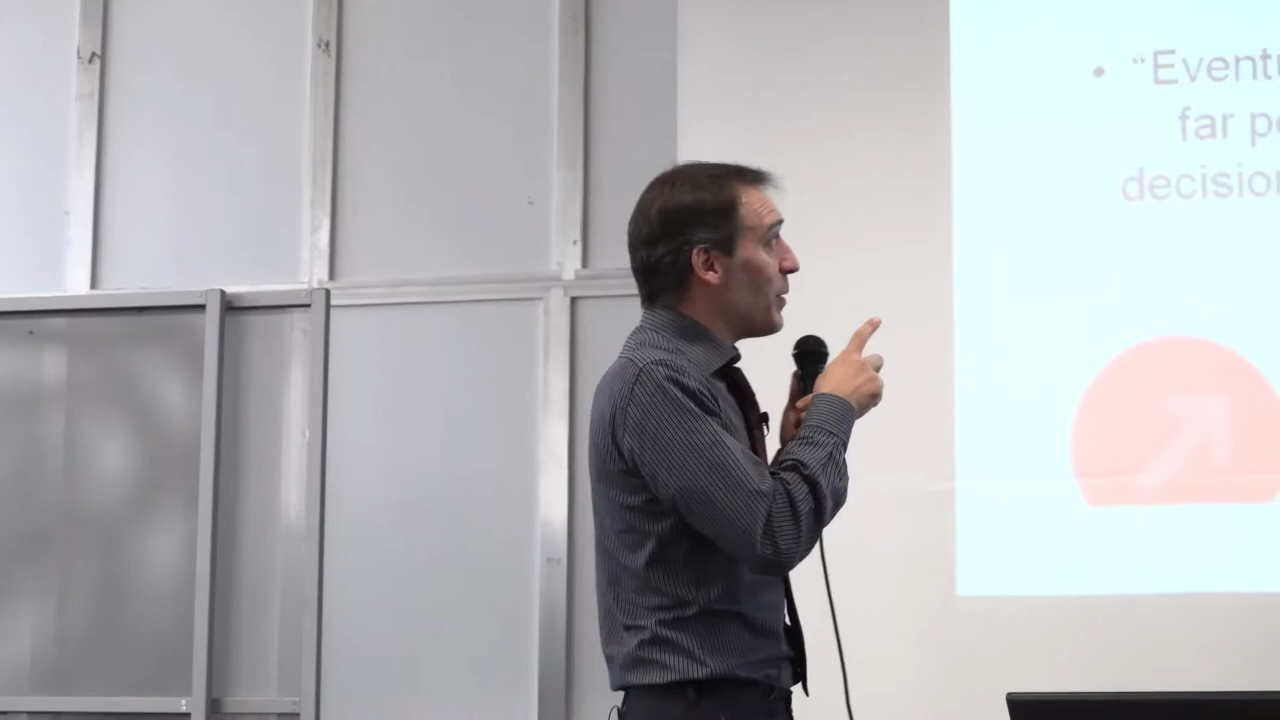 • “Eventu
far pe
decision